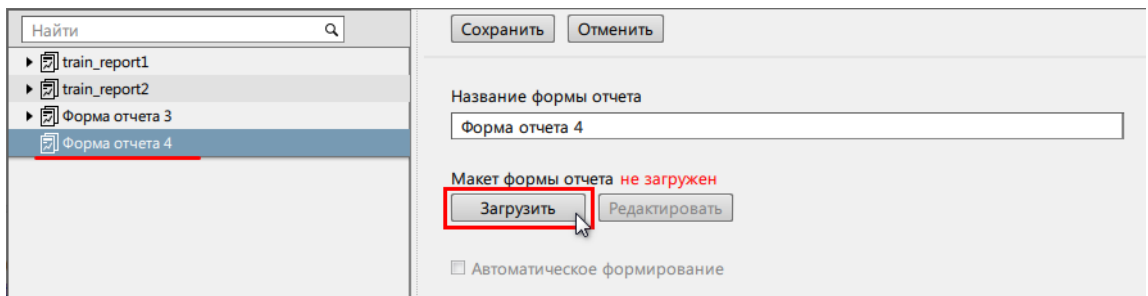 Найти
train_report1
train_report2
Форма отчета 3
Форма отчета 4
Сохранить Отменить
Название формы отчета
Форма отчета 4
Макет формы отчета не загружен
Загрузить Редактировать
Автоматическое формирование